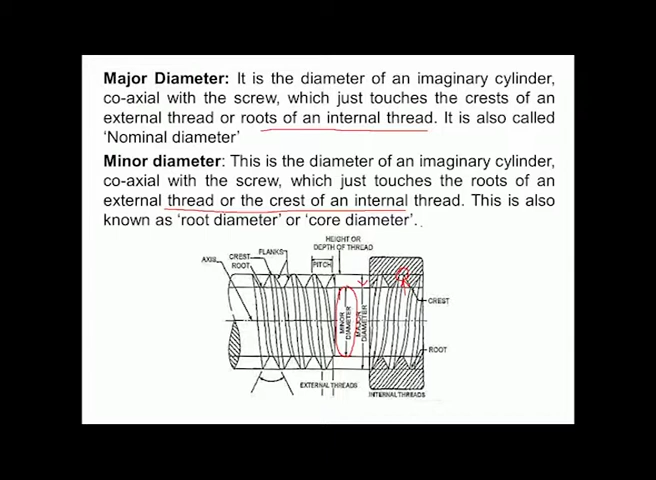 Major Diameter: It is the diameter of an imaginary cylinder,
co-axial with the screw, which just touches the crests of an
external thread or roots of an internal thread. It is also called
‘Nominal diameter’
Minor diameter: This is the diameter of an imaginary cylinder,
co-axial with the screw, which just touches the roots of an
external thread or the crest of an internal thread. This is also
known as ‘root diameter’ or ‘core diameter’..
HEIGHT OR
DEPTH OF THREAD
FLANKS
CREST
ROOT
AXIS
PITCH
MINOR
DIAMETER
MAJOR
DIAMETER
CREST
ROOT
EXTERNAL THREADS
INTERNAL THREADS